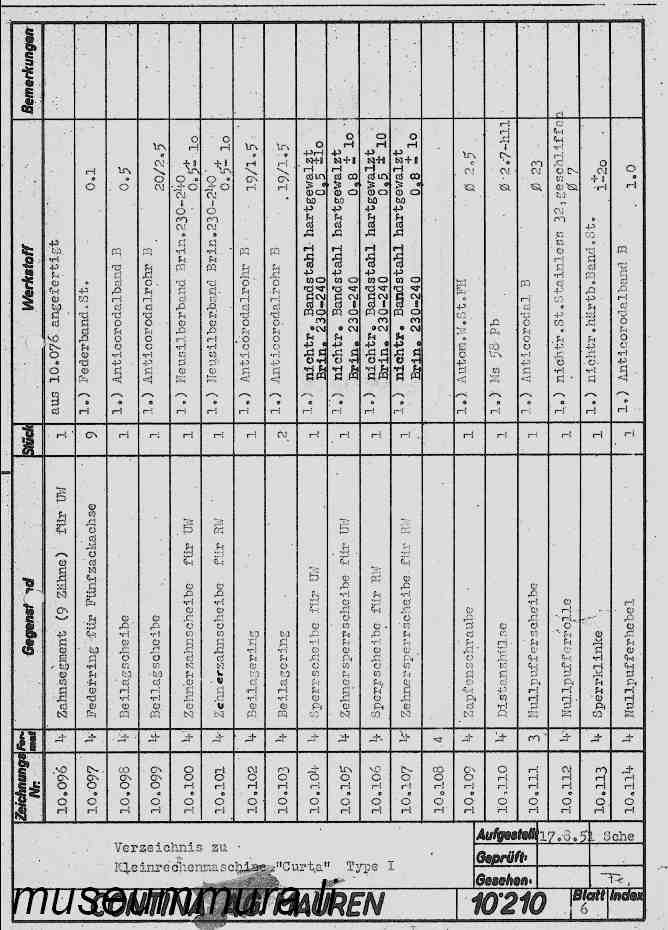 Zeichnungs Nr. Format Gegenst nd Stück Werkstoff Bemerkungen
10.096 4 Zahnsegment (9 Zähne) für UW 1 aus 10.076 angefertigt
10.097 4 Federring für Fünfzackachse 9 1.) Federband.St. 0.1
10.098 4 Beilagscheibe 1 1.) Anticorodalband B 0.5
10.099 4 Beilagscheibe 1 1.) Anticorodalrohr B 20/2.5
10.100 4 Zehnerzahnscheibe für UW 1 1.) Neusilberband Brin.230-240
0.5± 10
10.101 4 Zehnerzahnscheibe für RW 1 1.) Neusilberband Brin.230-240
0.5± 10
10.102 4 Beilagering 1 1.) Anticorodalrohr B 19/1.5
10.103 4 Beilagering 2 1.) Anticorodalrohr B 19/1.5
10.104 4 Sperrscheibe für UW 1 1.) nichtr. Bandstahl hartgewalzt
Brin. 230-240 0,5 ±10
10.105 4 Zehnersperrscheibe für UW 1 1.) nichtr. Bandstahl hartgewalzt
Brin. 230-240 0,8 ± 10
10.106 4 Sperrscheibe für RW 1 1.) nichtr. Bandstahl hartgewalzt
Brin. 230-240 0,5 ± 10
10.107 4 Zehnersperrscheibe für RW 1 1.) nichtr. Bandstahl hartgewalzt
Brin. 230-240 0,8 ± 10
10.108 4
10.109 4 Zapfenschraube 1 1.) Autom.W.St.FH Ø 2.5
10.110 4 Distanshülse 1 1.) Ms 58 Pb Ø 2.7-h11
10.111 3 Nullpufferscheibe 1 1.) Anticorodal B Ø 23
10.112 4 Nullpufferrolle 1 1.) nichtr.St.Stainless 32,geschliffen
Ø 7
10.113 4 Sperrklinke 1 1.) nichtr.härtb.Band.St. 1±20
10.114 4 Nullpufferhebel 1 1.) Anticorodalband B 1.0
Verzeichnis zu
Kleinrechenmaschine "Curta" Type I
Aufgestellt 17.8.51 Sche
Geprüft:
Gesehen:
CONTINA AG MAUREN
10·210
Blatt 6
Index
museummura.li